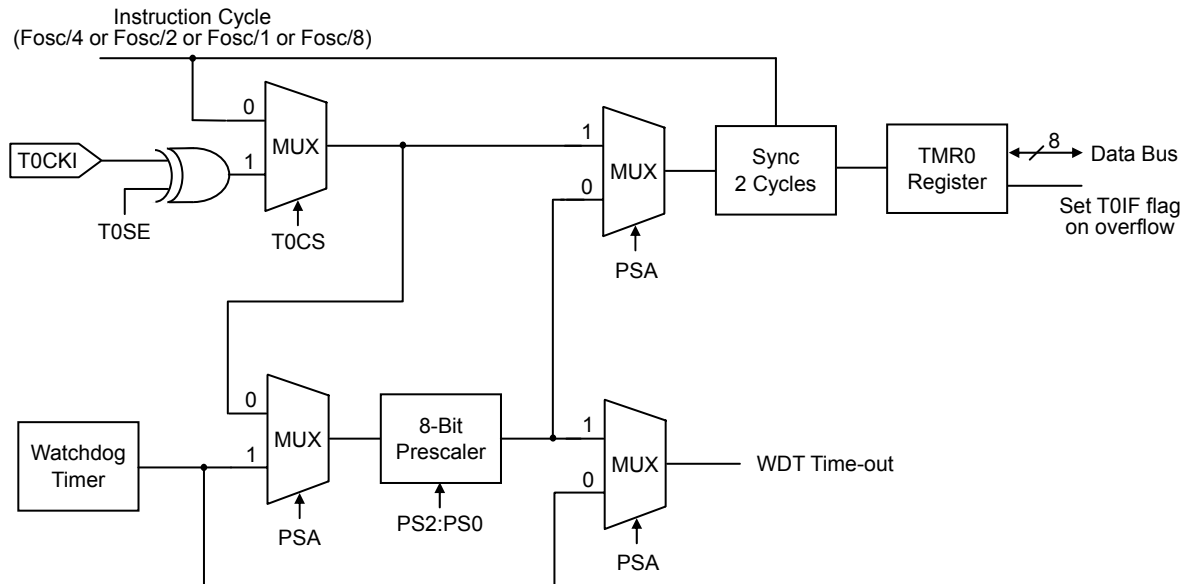 Instruction Cycle
(Fosc/4 or Fosc/2 or Fosc/1 or Fosc/8)
0
MUX
1
T0CKI
T0SE
T0CS
1
MUX
0
PSA
Sync
2 Cycles
TMR0
Register
8
Data Bus
Set T0IF flag
on overflow
0
MUX
1
PSA
Watchdog
Timer
8-Bit
Prescaler
PS2:PS0
1
MUX
0
PSA
WDT Time-out